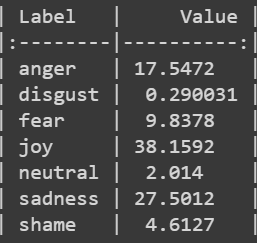 | Label | Value |
|:--------|----------:|
| anger | 17.5472
| disgust | 0.290031
| fear | 9.8378
| joy | 38.1592
| neutral | 2.014
| sadness | 27.5012
| shame | 4.6127